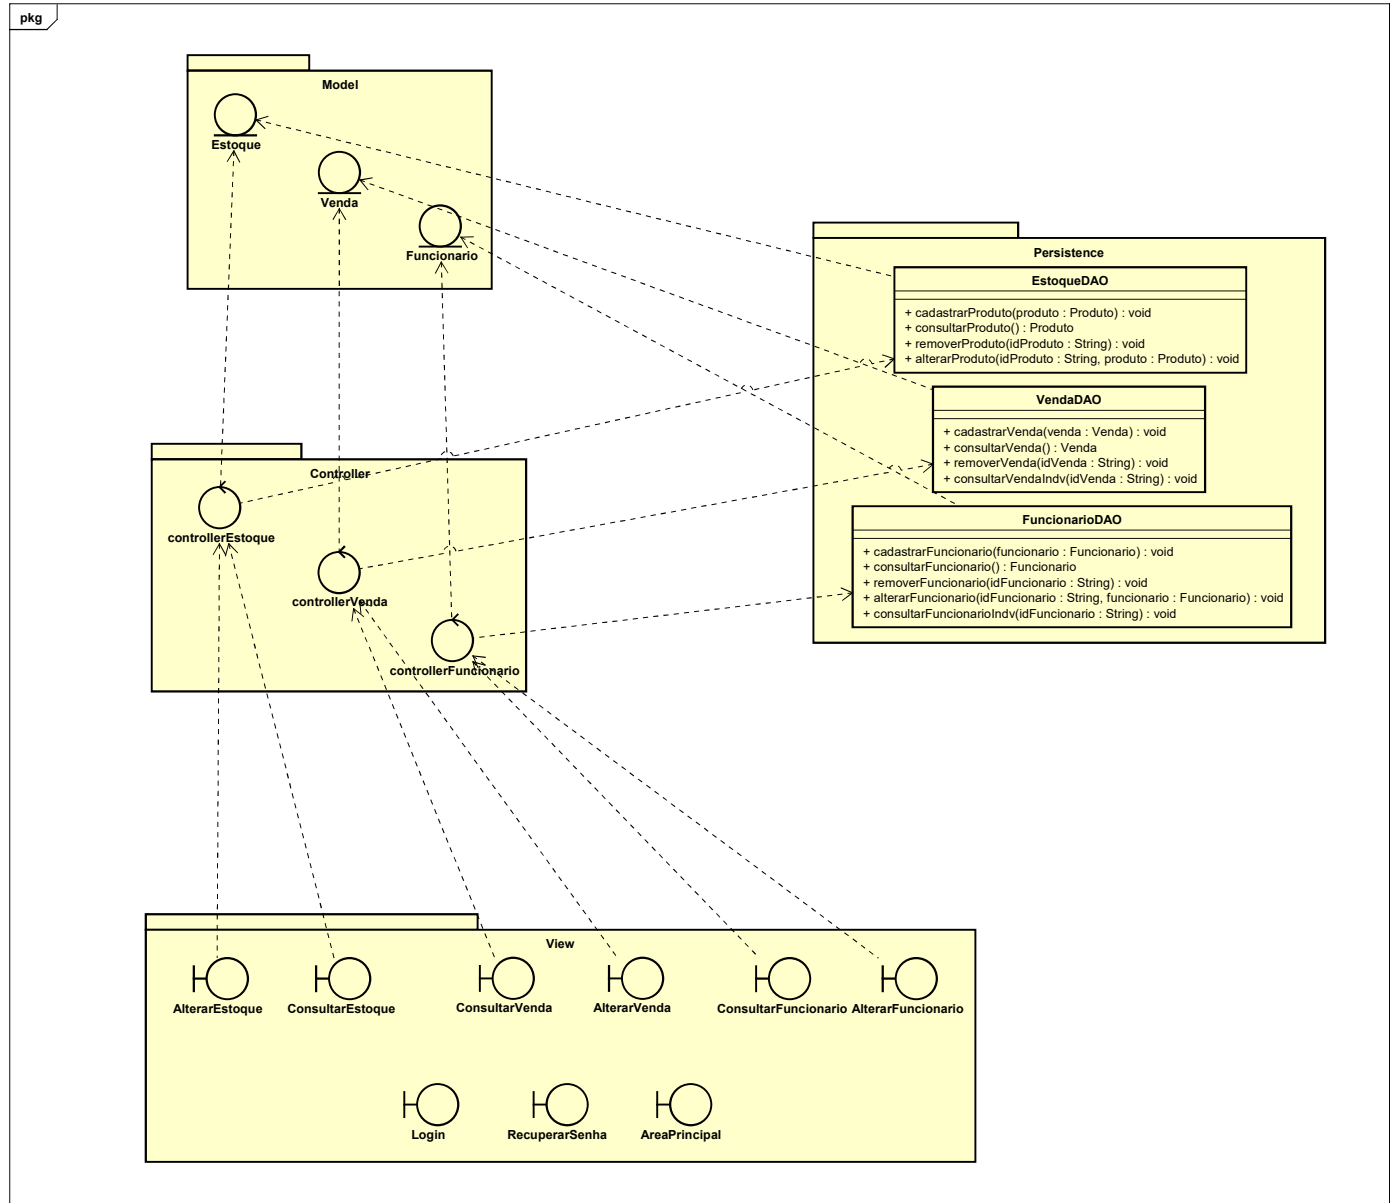 pkg
Model
Estoque
Venda
Funcionario
Persistence
EstoqueDAO
+ cadastrarProduto(produto : Produto) : void
+ consultarProduto() : Produto
+ removerProduto(idProduto : String) : void
+ alterarProduto(idProduto : String, produto : Produto) : void
VendaDAO
+ cadastrarVenda(venda : Venda) : void
+ consultarVenda() : Venda
+ removerVenda(idVenda : String) : void
+ consultarVendaIndv(idVenda : String) : void
FuncionarioDAO
+ cadastrarFuncionario(funcionario : Funcionario) : void
+ consultarFuncionario() : Funcionario
+ removerFuncionario(idFuncionario : String) : void
+ alterarFuncionario(idFuncionario : String, funcionario : Funcionario) : void
+ consultarFuncionarioIndv(idFuncionario : String) : void
Controller
controllerEstoque
controllerVenda
controllerFuncionario
View
AlterarEstoque
ConsultarEstoque
ConsultarVenda
AlterarVenda
ConsultarFuncionario
AlterarFuncionario
Login
RecuperarSenha
AreaPrincipal